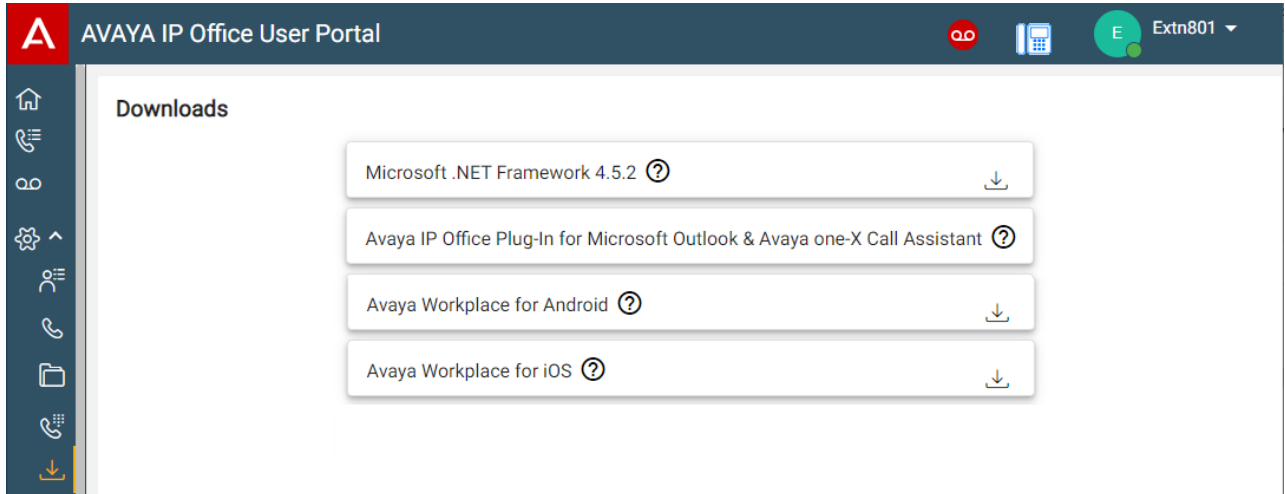 AVAYA IP Office User Portal
E
Extn801
Downloads
Microsoft .NET Framework 4.5.2
Avaya IP Office Plug-In for Microsoft Outlook & Avaya one-X Call Assistant
Avaya Workplace for Android
Avaya Workplace for iOS